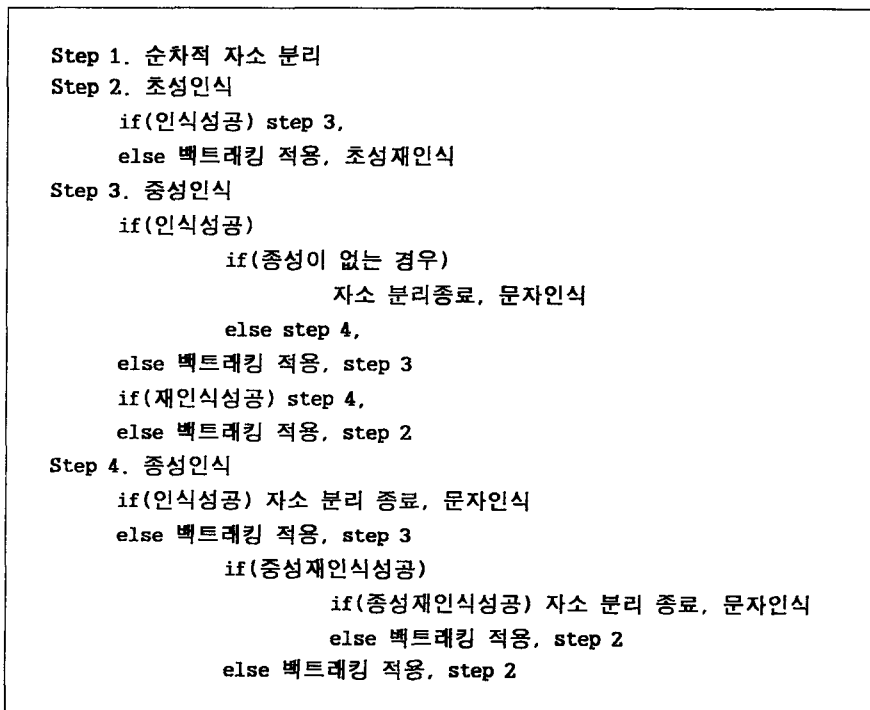 Step 1. 순차적 자소 분리
Step 2. 초성인식
if(인식성공) step 3,
else 백트래킹 적용, 초성재인식
Step 3. 중성인식
if(인식성공)
if(종성이 없는 경우)
자소 분리종료, 문자인식
else step 4,
else 백트래킹 적용, step 3
if(재인식성공) step 4,
else 백트래킹 적용, step 2
Step 4. 종성인식
if(인식성공) 자소 분리 종료, 문자인식
else 백트래킹 적용, step 3
if(중성재인식성공)
if(종성재인식성공) 자소 분리 종료, 문자인식
else 백트래킹 적용, step 2
else 백트래킹 적용, step 2